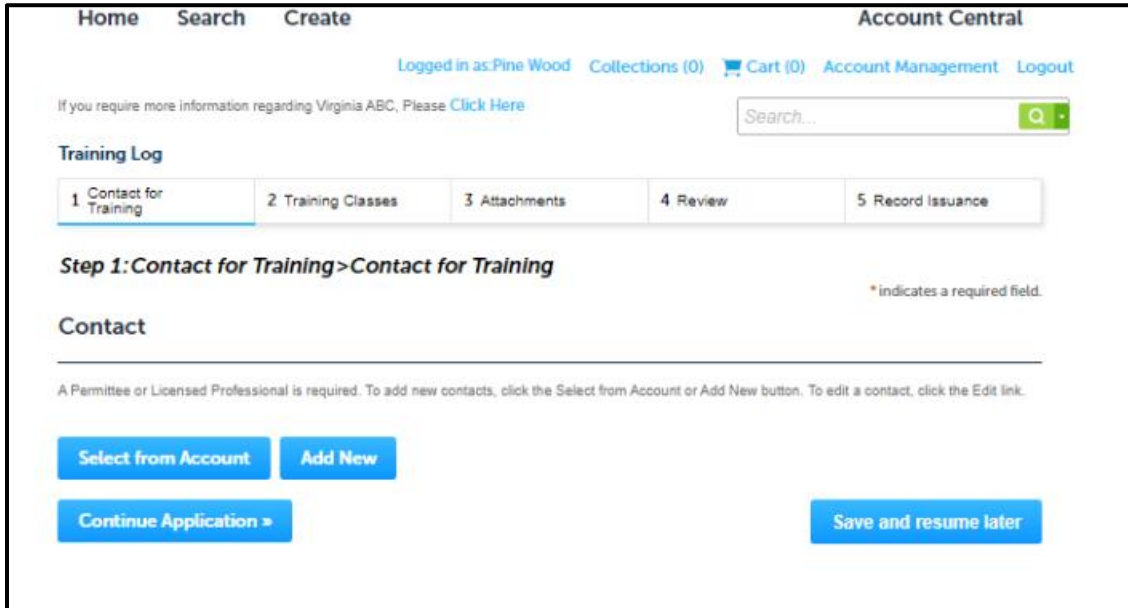 Home Search Create Account Central
Logged in as:Pine Wood Collections (0) Cart (0) Account Management Logout
If you require more information regarding Virginia ABC, Please Click Here
Search...
Training Log
1 Contact for Training 2 Training Classes 3 Attachments 4 Review 5 Record Issuance
Step 1:Contact for Training>Contact for Training
* indicates a required field.
Contact
A Permittee or Licensed Professional is required. To add new contacts, click the Select from Account or Add New button. To edit a contact, click the Edit link.
Select from Account Add New
Continue Application » Save and resume later